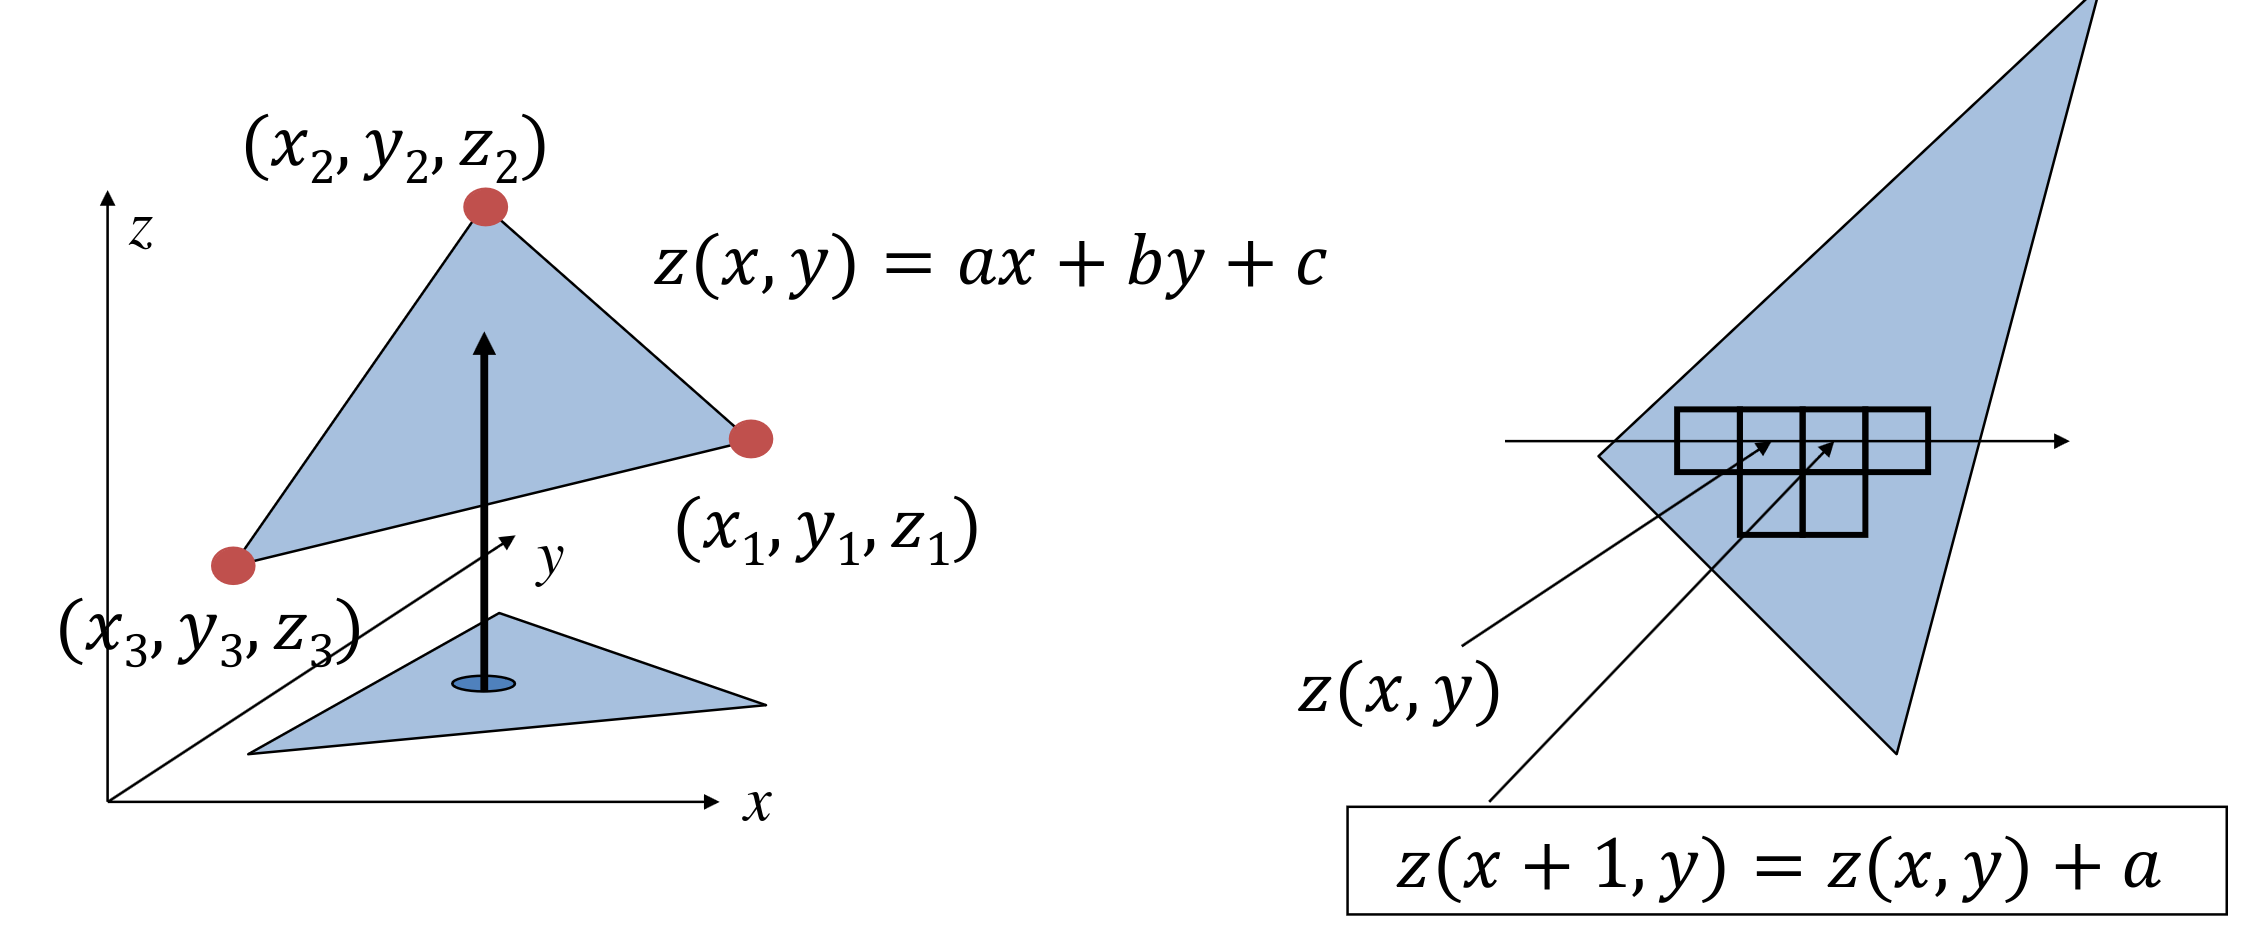 (x₂, y₂, z₂)
z
z(x, y) = ax + by + c
(x₁, y₁, z₁)
y
(x₃, y₃, z₃)
z(x, y)
x
z(x + 1, y) = z(x, y) + a